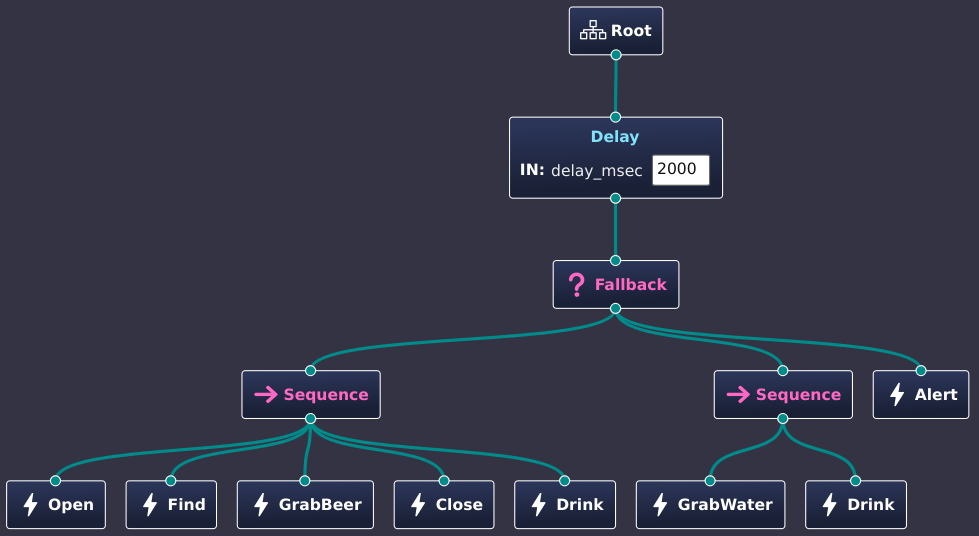 Root
Delay
IN: delay_msec 2000
Fallback
Sequence
Sequence
Alert
Open
Find
GrabBeer
Close
Drink
GrabWater
Drink